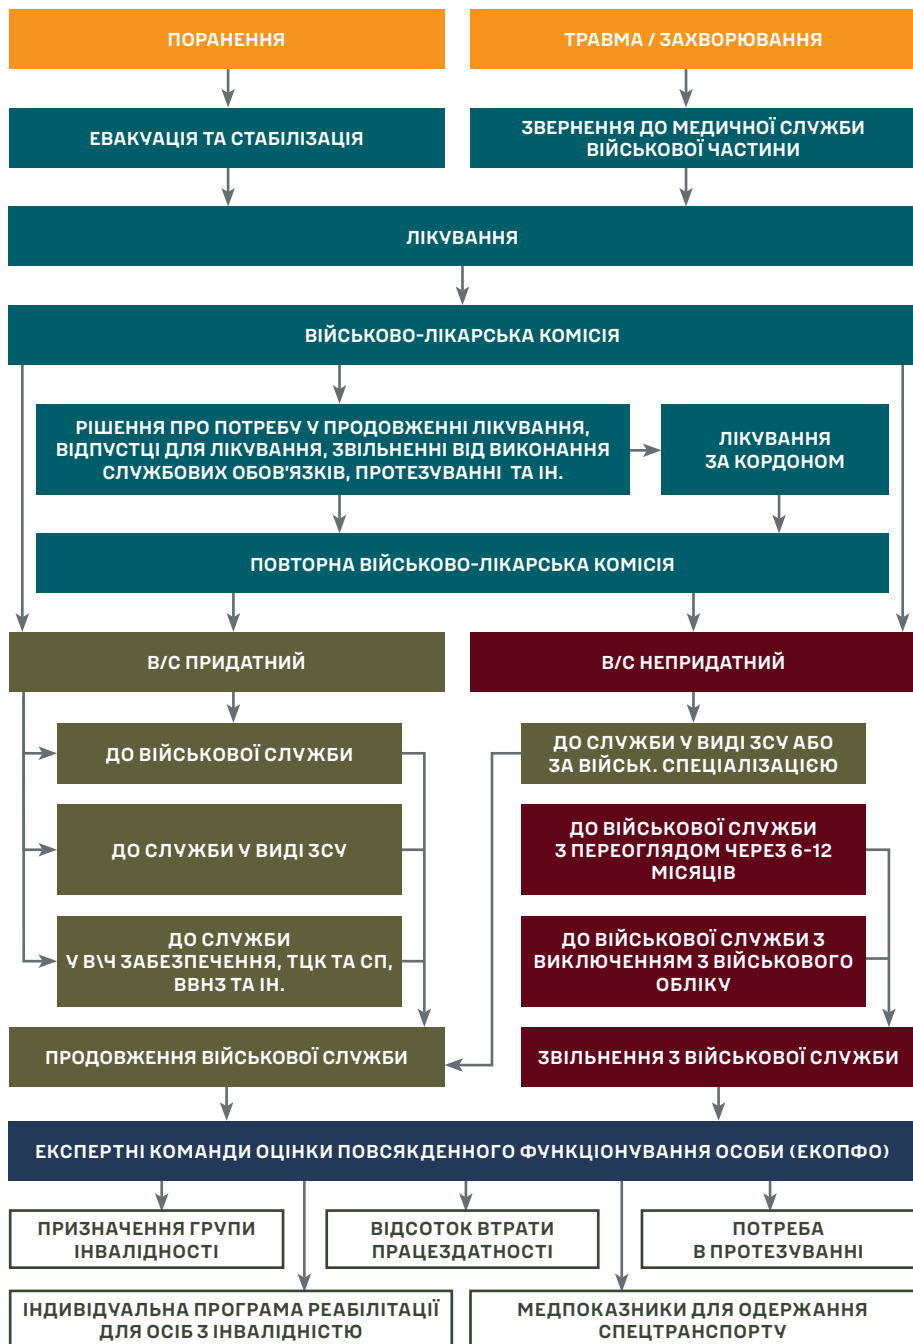 ПОРАНЕННЯ
ТРАВМА / ЗАХВОРЮВАННЯ
ЕВАКУАЦІЯ ТА СТАБІЛІЗАЦІЯ
ЗВЕРНЕННЯ ДО МЕДИЧНОЇ СЛУЖБИ
ВІЙСЬКОВОЇ ЧАСТИНИ
ЛІКУВАННЯ
ВІЙСЬКОВО-ЛІКАРСЬКА КОМІСІЯ
РІШЕННЯ ПРО ПОТРЕБУ У ПРОДОВЖЕННІ ЛІКУВАННЯ,
ВІДПУСТЦІ ДЛЯ ЛІКУВАННЯ, ЗВІЛЬНЕННІ ВІД ВИКОНАННЯ
СЛУЖБОВИХ ОБОВ'ЯЗКІВ, ПРОТЕЗУВАННІ ТА ІН.
ЛІКУВАННЯ
ЗА КОРДОНОМ
ПОВТОРНА ВІЙСЬКОВО-ЛІКАРСЬКА КОМІСІЯ
В/С ПРИДАТНИЙ
В/С НЕПРИДАТНИЙ
ДО ВІЙСЬКОВОЇ СЛУЖБИ
ДО СЛУЖБИ У ВИДІ ЗСУ АБО
ЗА ВІЙСЬК. СПЕЦІАЛІЗАЦІЄЮ
ДО СЛУЖБИ У ВИДІ ЗСУ
ДО ВІЙСЬКОВОЇ СЛУЖБИ
З ПЕРЕОГЛЯДОМ ЧЕРЕЗ 6-12
МІСЯЦІВ
ДО СЛУЖБИ
У В\Ч ЗАБЕЗПЕЧЕННЯ, ТЦК ТА СП,
ВВНЗ ТА ІН.
ДО ВІЙСЬКОВОЇ СЛУЖБИ З
ВИКЛЮЧЕННЯМ З ВІЙСЬКОВОГО
ОБЛІКУ
ПРОДОВЖЕННЯ ВІЙСЬКОВОЇ СЛУЖБИ
ЗВІЛЬНЕННЯ З ВІЙСЬКОВОЇ СЛУЖБИ
ЕКСПЕРТНІ КОМАНДИ ОЦІНКИ ПОВСЯКДЕННОГО ФУНКЦІОНУВАННЯ ОСОБИ (ЕКОПФО)
ПРИЗНАЧЕННЯ ГРУПИ
ІНВАЛІДНОСТІ
ВІДСОТОК ВТРАТИ
ПРАЦЕЗДАТНОСТІ
ПОТРЕБА
В ПРОТЕЗУВАННІ
ІНДИВІДУАЛЬНА ПРОГРАМА РЕАБІЛІТАЦІЇ
ДЛЯ ОСІБ З ІНВАЛІДНІСТЮ
МЕДПОКАЗНИКИ ДЛЯ ОДЕРЖАННЯ
СПЕЦТРАНСПОРТУ